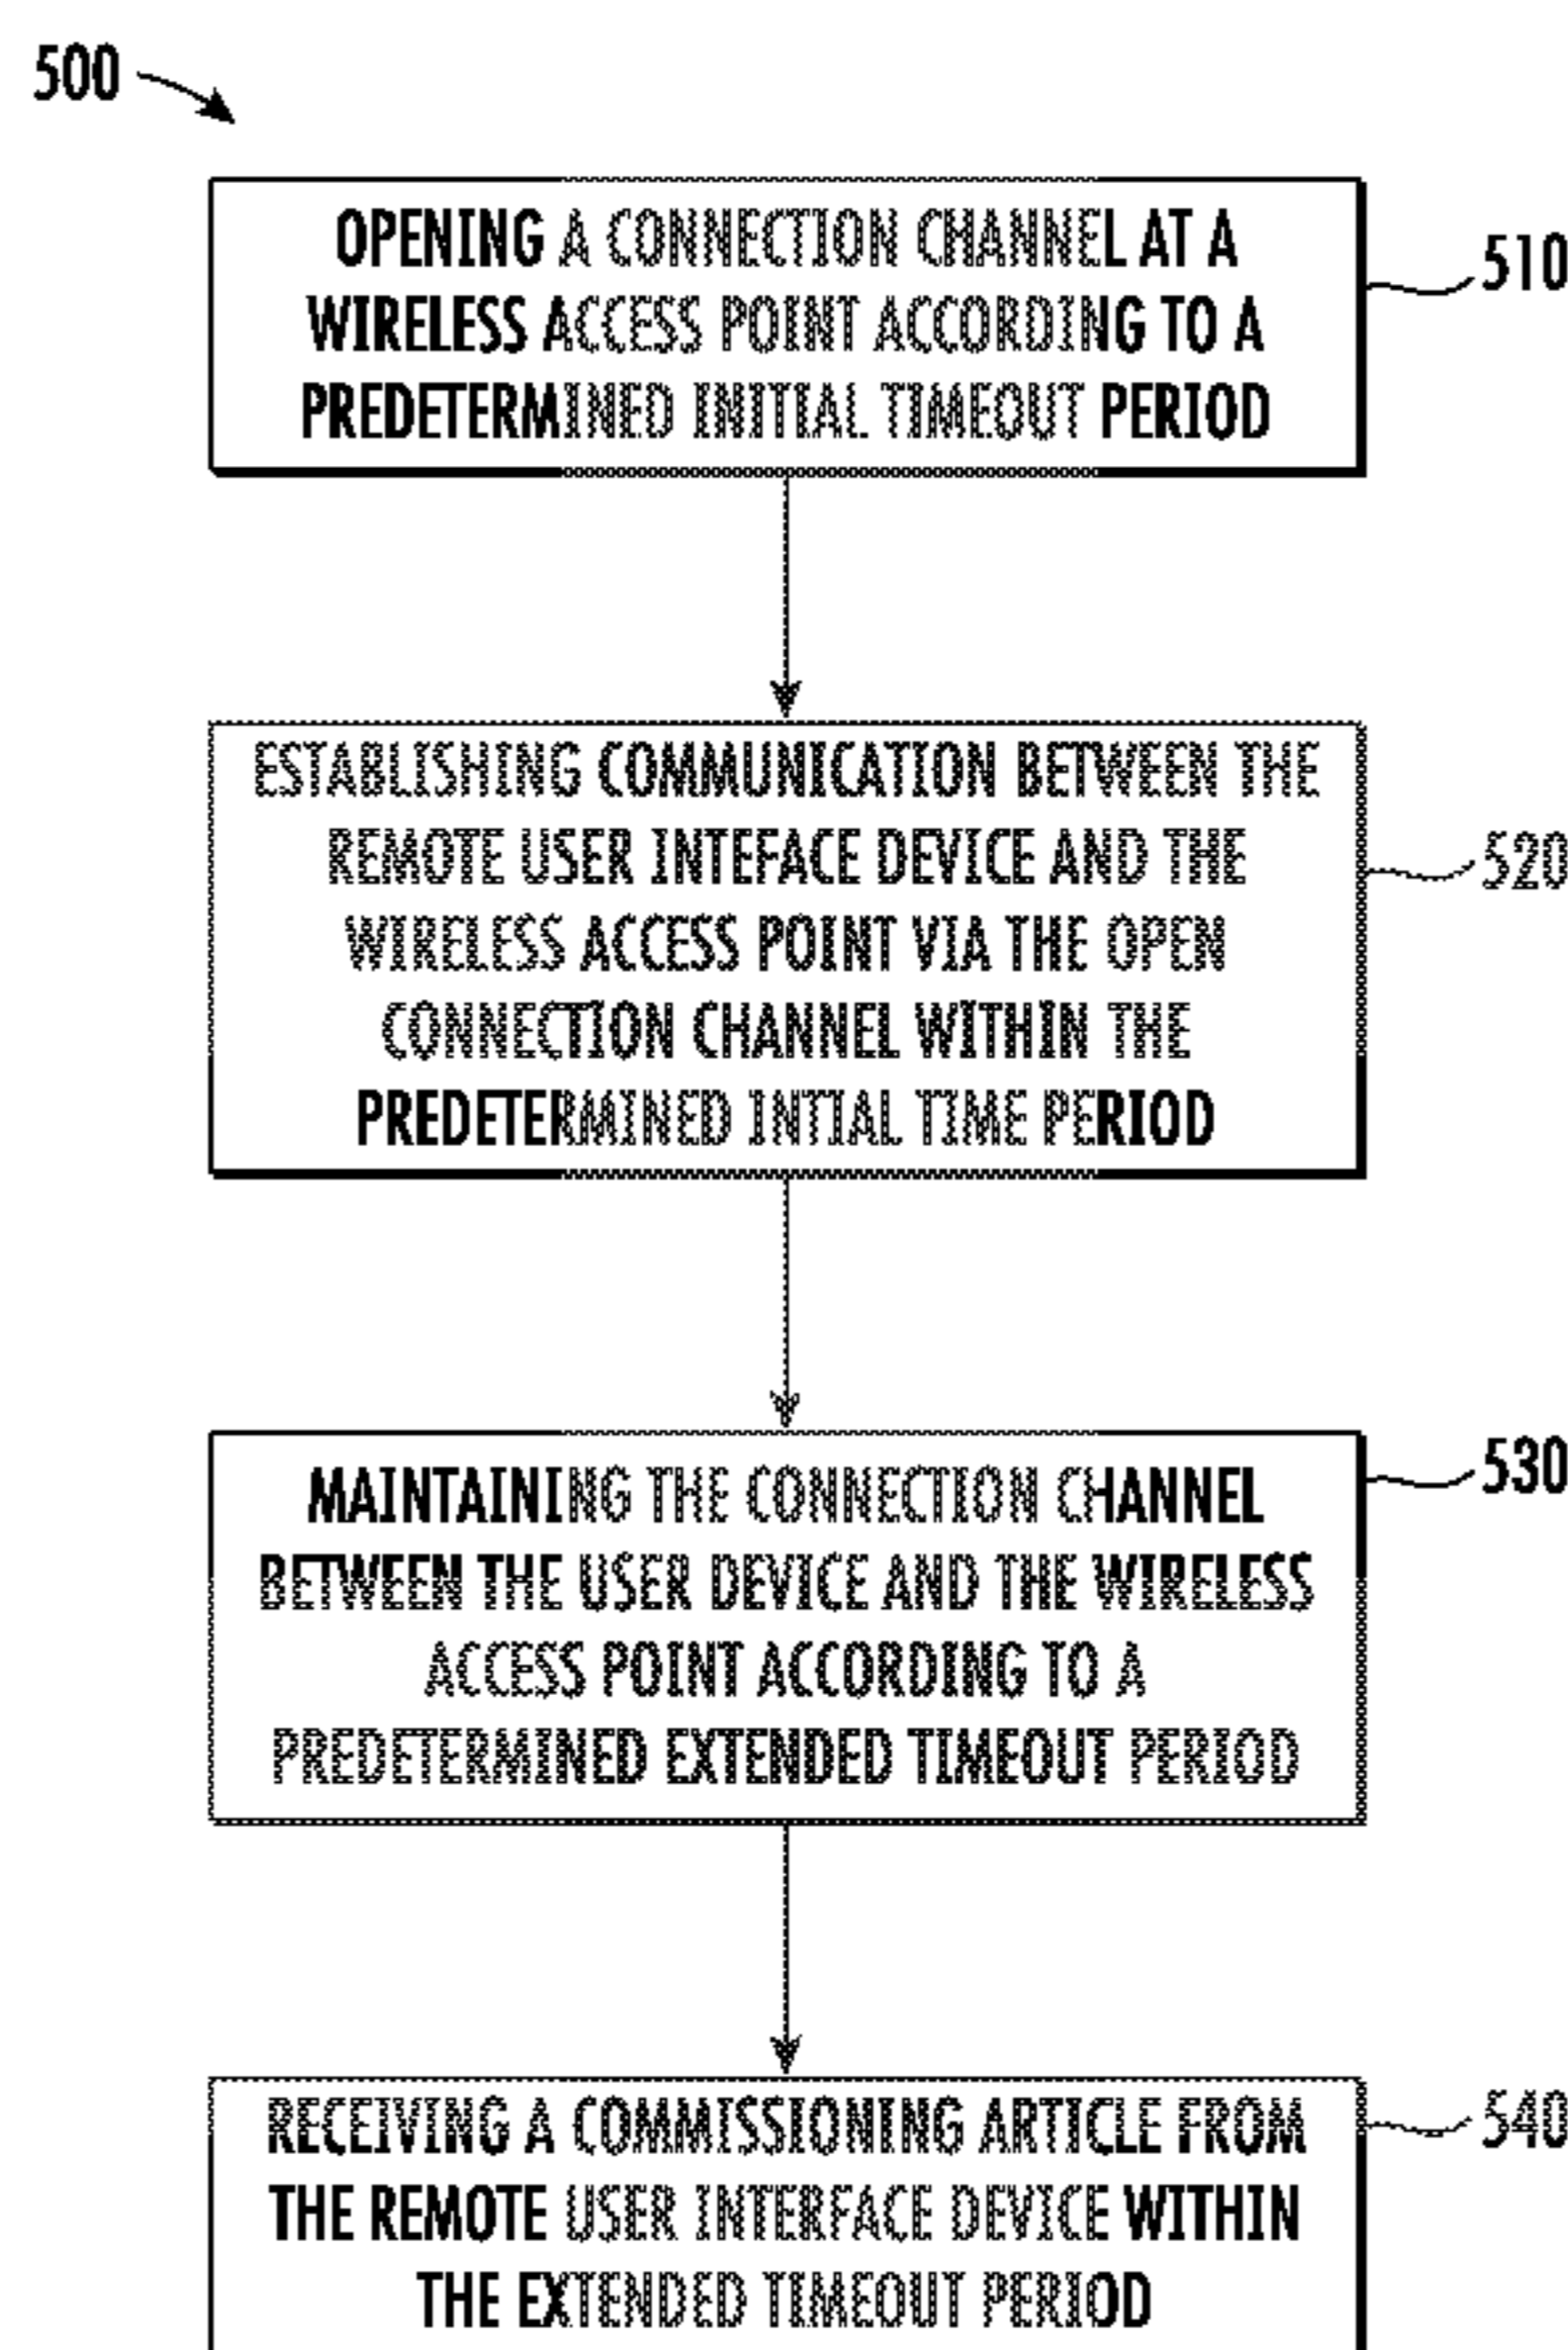 500
OPENING A CONNECTION CHANNEL AT A
WIRELESS ACCESS POINT ACCORDING TO A
PREDETERMINED INITIAL TIMEOUT PERIOD
510
ESTABLISHING COMMUNICATION BETWEEN THE
REMOTE USER INTEFACE DEVICE AND THE
WIRELESS ACCESS POINT VIA THE OPEN
CONNECTION CHANNEL WITHIN THE
PREDETERMINED INTIAL TIME PERIOD
520
MAINTAINING THE CONNECTION CHANNEL
BETWEEN THE USER DEVICE AND THE WIRELESS
ACCESS POINT ACCORDING TO A
PREDETERMINED EXTENDED TIMEOUT PERIOD
530
RECEIVING A COMMISSIONING ARTICLE FROM
THE REMOTE USER INTERFACE DEVICE WITHIN
THE EXTENDED TIMEOUT PERIOD
540